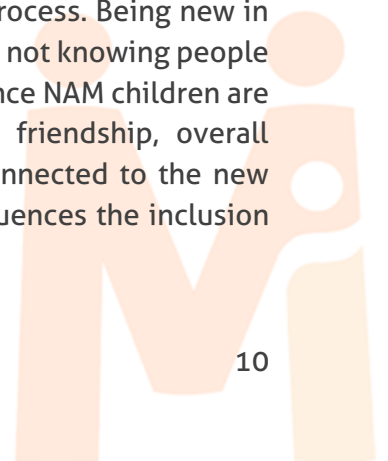 rocess. Being new in
not knowing people
nce NAM children are
friendship, overall
nnected to the new
uences the inclusion
10